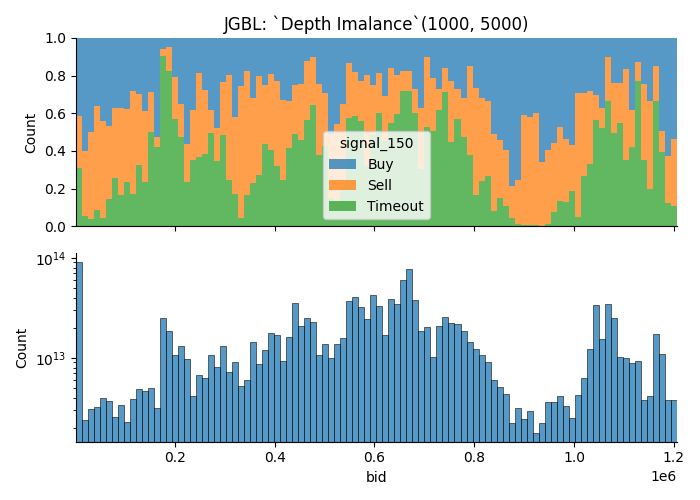 JGBL: `Depth Imalance`(1000, 5000)
1.0
0.8
0.6
0.4
0.2
0.0
Count
signal_150
Buy
Sell
Timeout
10^14
10^13
Count
0.2 0.4 0.6 0.8 1.0 1.2
bid
1e6